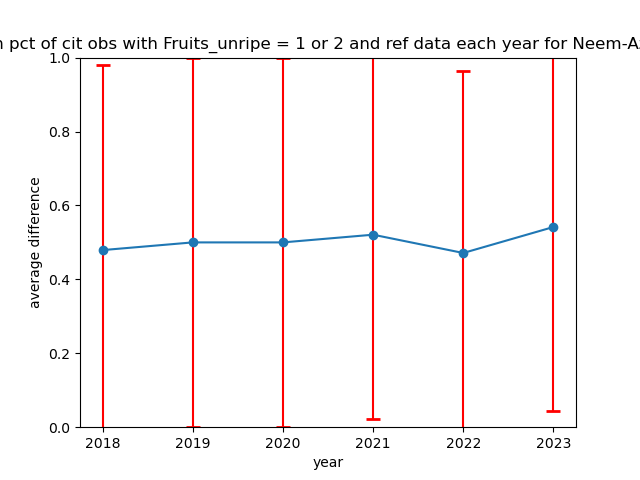 pct of cit obs with Fruits_unripe = 1 or 2 and ref data each year for
1.0
0.8
0.6
0.4
0.2
0.0
average difference
2018 2019 2020 2021 2022 2023
year